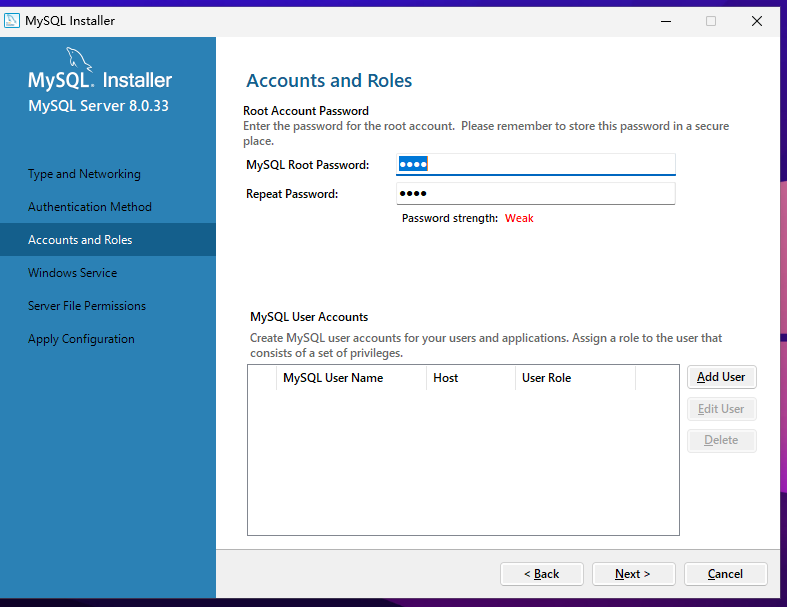 MySQL Installer
MySQL. Installer
MySQL Server 8.0.33
Type and Networking
Authentication Method
Accounts and Roles
Windows Service
Server File Permissions
Apply Configuration
Accounts and Roles
Root Account Password
Enter the password for the root account.  Please remember to store this password in a secure
place.
MySQL Root Password: ●●●●
Repeat Password: ●●●●
Password strength: Weak
MySQL User Accounts
Create MySQL user accounts for your users and applications. Assign a role to the user that
consists of a set of privileges.
MySQL User Name Host User Role
Add User
Edit User
Delete
< Back Next > Cancel